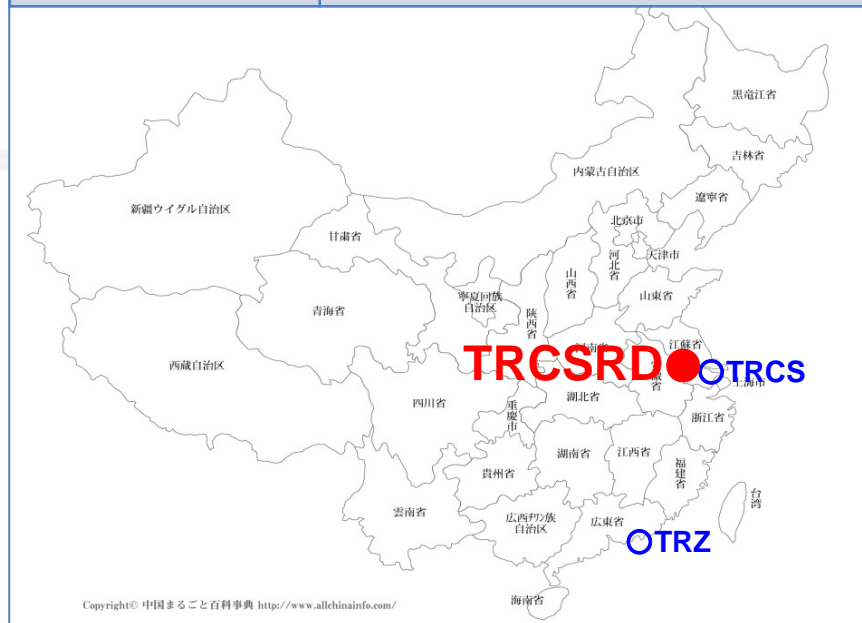 黒竜江省
吉林省
内蒙古自治区
遼寧省
新疆ウイグル自治区
北京市
甘粛省
天津市
河北省
山西省
山東省
寧夏回族
自治区
青海省
陝西省
江蘇省
TRCSRD
TRCS
西蔵自治区
上海市
四川省
湖北省
重慶市
浙江省
湖南省
江西省
福建省
貴州省
台湾
雲南省
広西チワン族
自治区
広東省
TRZ
海南省
Copyright© 中国まるごと百科事典 http://www.allchinainfo.com/